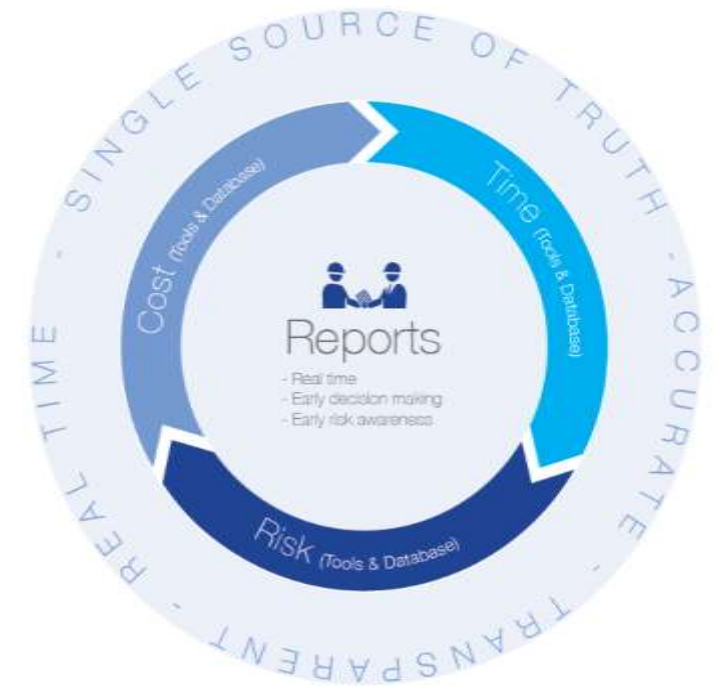 SINGLE SOURCE OF TRUTH - ACCURATE - TRANSPARENT - REAL TIME -
Cost (Tools & Database)
Time (Tools & Database)
Risk (Tools & Database)
Reports
- Real time
- Early decision making
- Early risk awareness